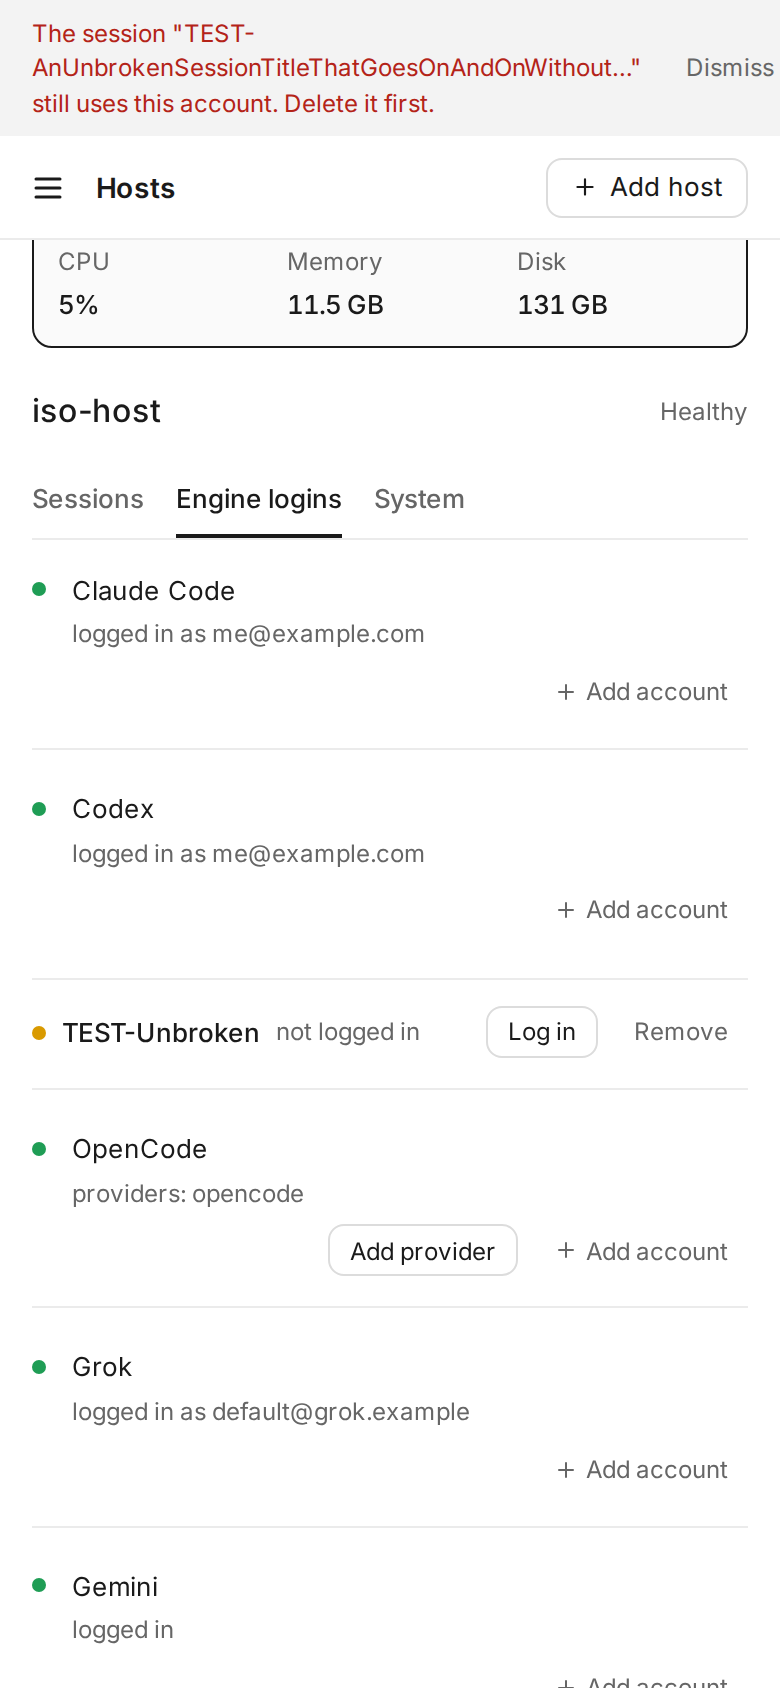 The session "TEST-
AnUnbrokenSessionTitleThatGoesOnAndOnWithout..."
still uses this account. Delete it first.
Dismiss
Hosts
+ Add host
CPU Memory Disk
5% 11.5 GB 131 GB
iso-host Healthy
Sessions Engine logins System
Claude Code
logged in as me@example.com
+ Add account
Codex
logged in as me@example.com
+ Add account
TEST-Unbroken not logged in Log in Remove
OpenCode
providers: opencode
Add provider + Add account
Grok
logged in as default@grok.example
+ Add account
Gemini
logged in
+ Add account